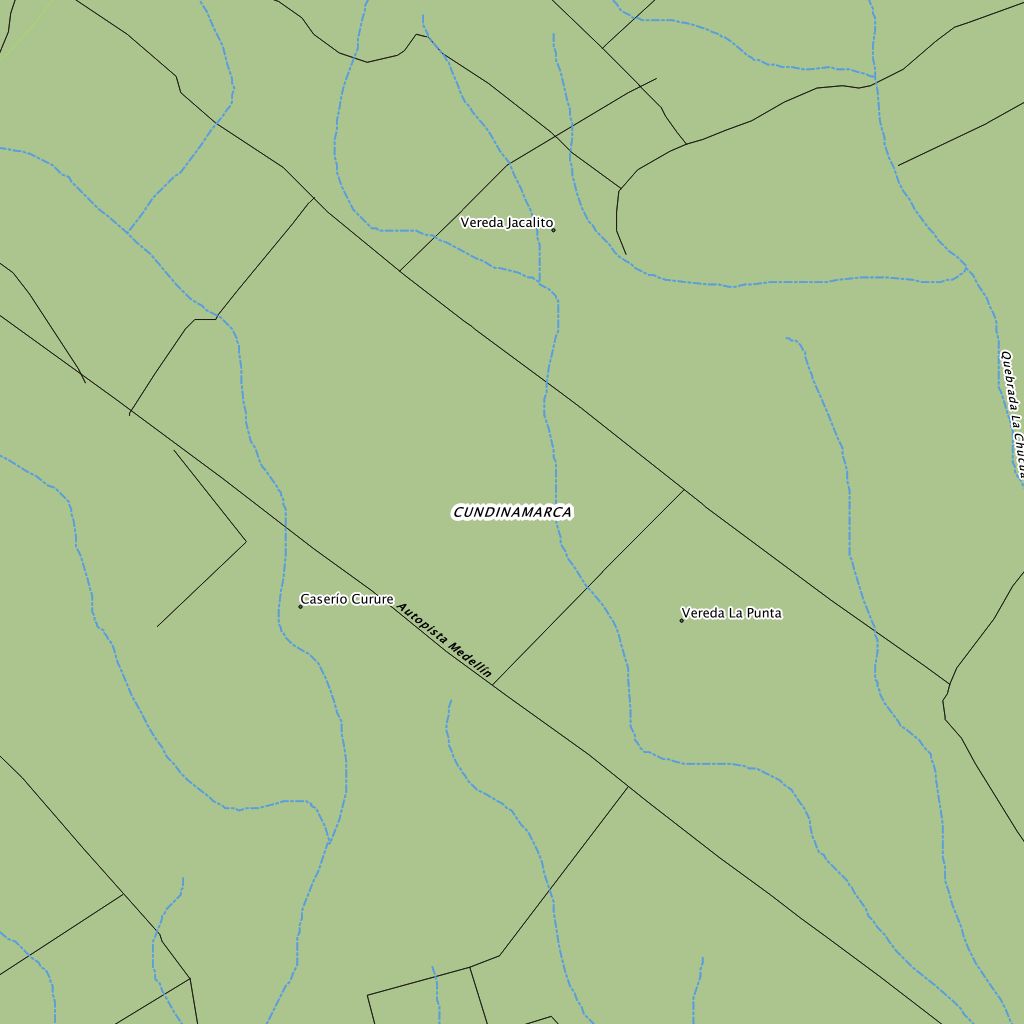 Vereda Jacalito
Quebrada La Chucua
CUNDINAMARCA
Caserío Curure
Autopista Medellín
Vereda La Punta